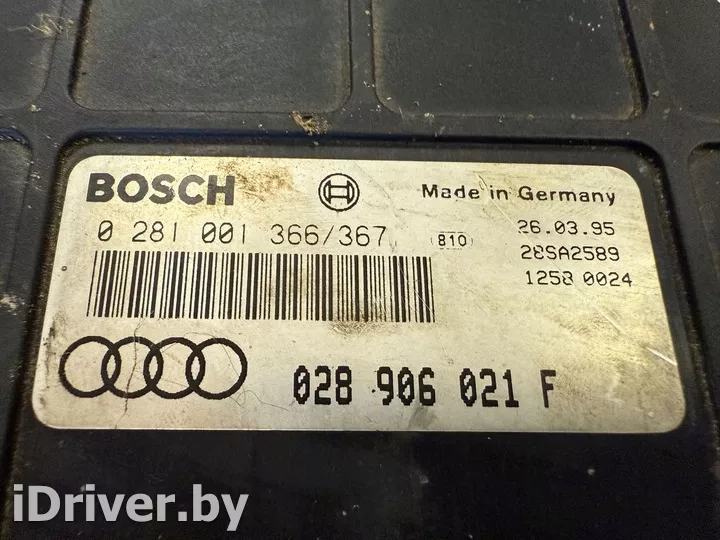 BOSCH
Made in Germany
0 281 001 366/367
810
26.03.95
28SA2589
1258 0024
028 906 021 F
iDriver.by